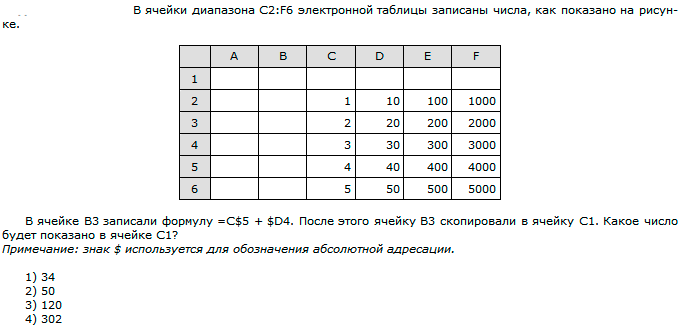 В ячейки диапазона C2:F6 электронной таблицы записаны числа, как показано на рисун-
ке.
A B C D E F
1
2 1 10 100 1000
3 2 20 200 2000
4 3 30 300 3000
5 4 40 400 4000
6 5 50 500 5000
В ячейке B3 записали формулу =C$5 + $D4. После этого ячейку B3 скопировали в ячейку C1. Какое число
будет показано в ячейке C1?
Примечание: знак $ используется для обозначения абсолютной адресации.
1) 34
2) 50
3) 120
4) 302